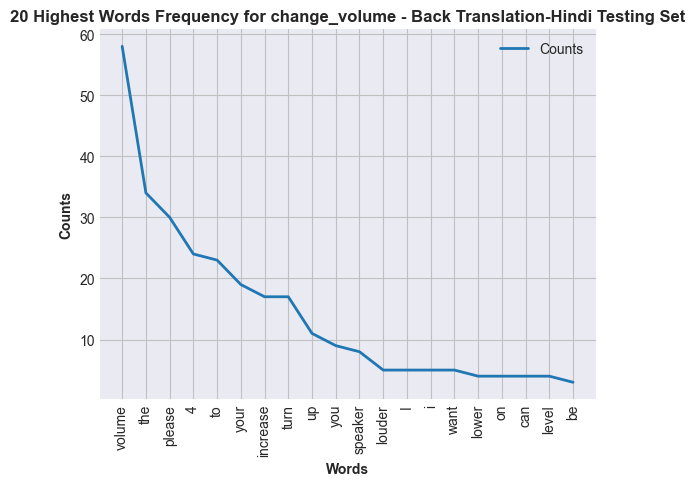 20 Highest Words Frequency for change_volume - Back Translation-Hindi Testing Set
Counts
60
50
40
30
20
10
Counts
volume
the
please
4
to
your
increase
turn
up
you
speaker
louder
I
i
want
lower
on
can
level
be
Words